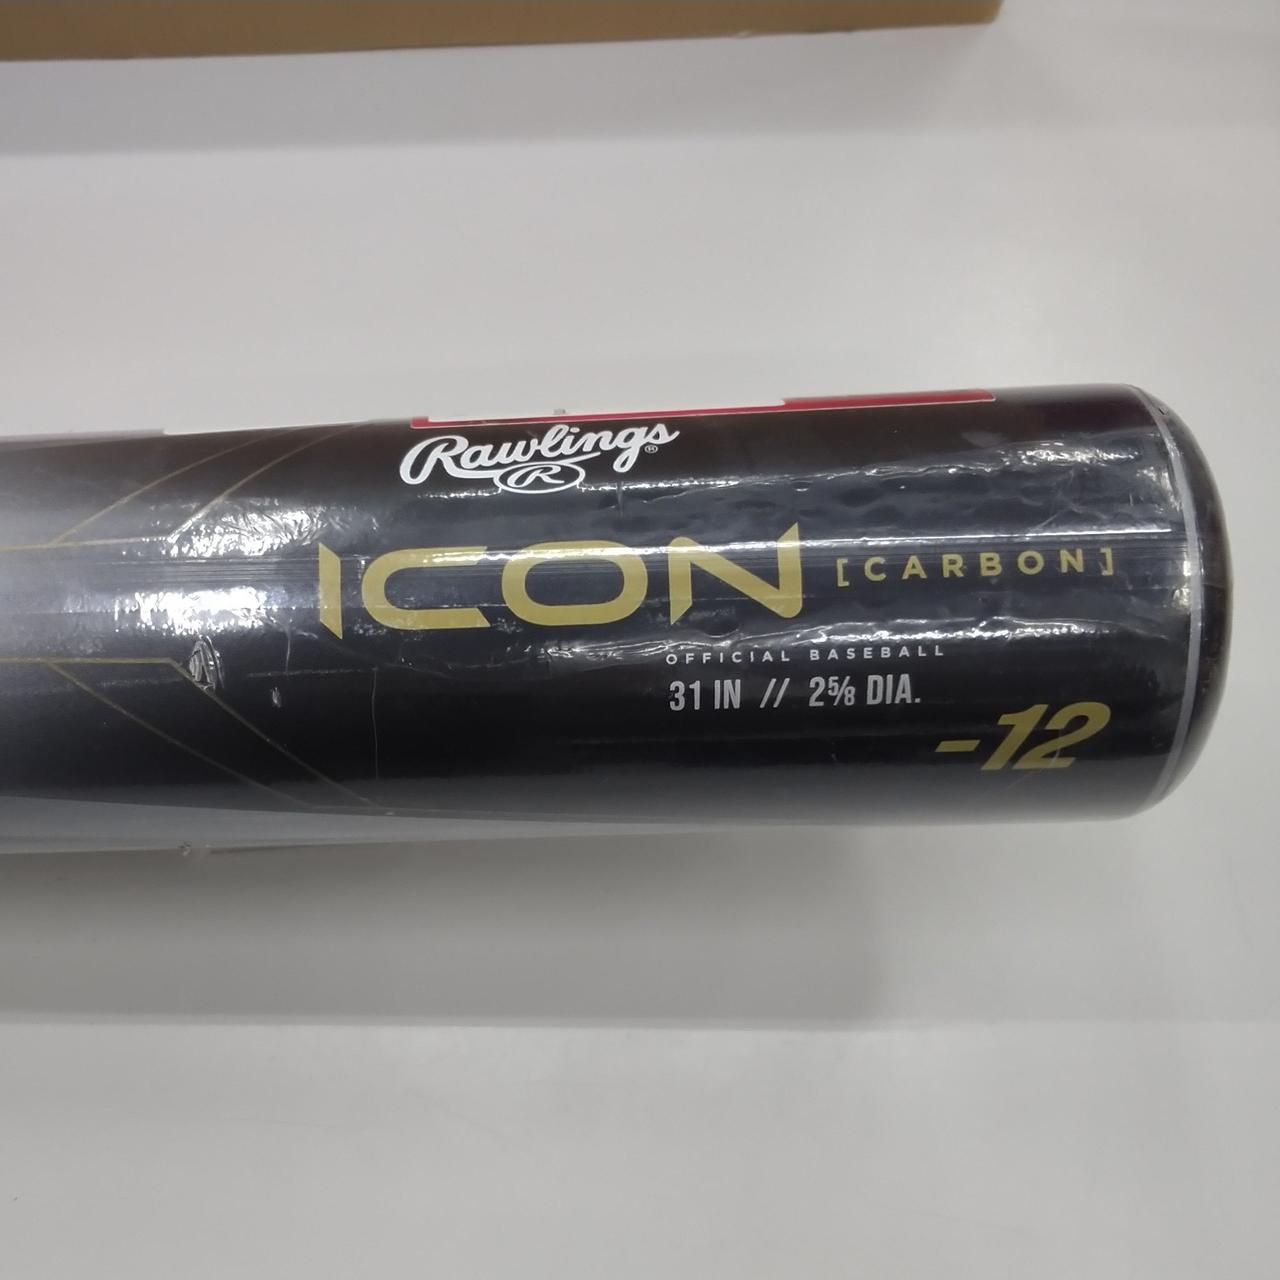 Rawlings®
R
ICON [CARBON]
OFFICIAL BASEBALL
31 IN // 2⅝ DIA.
-12